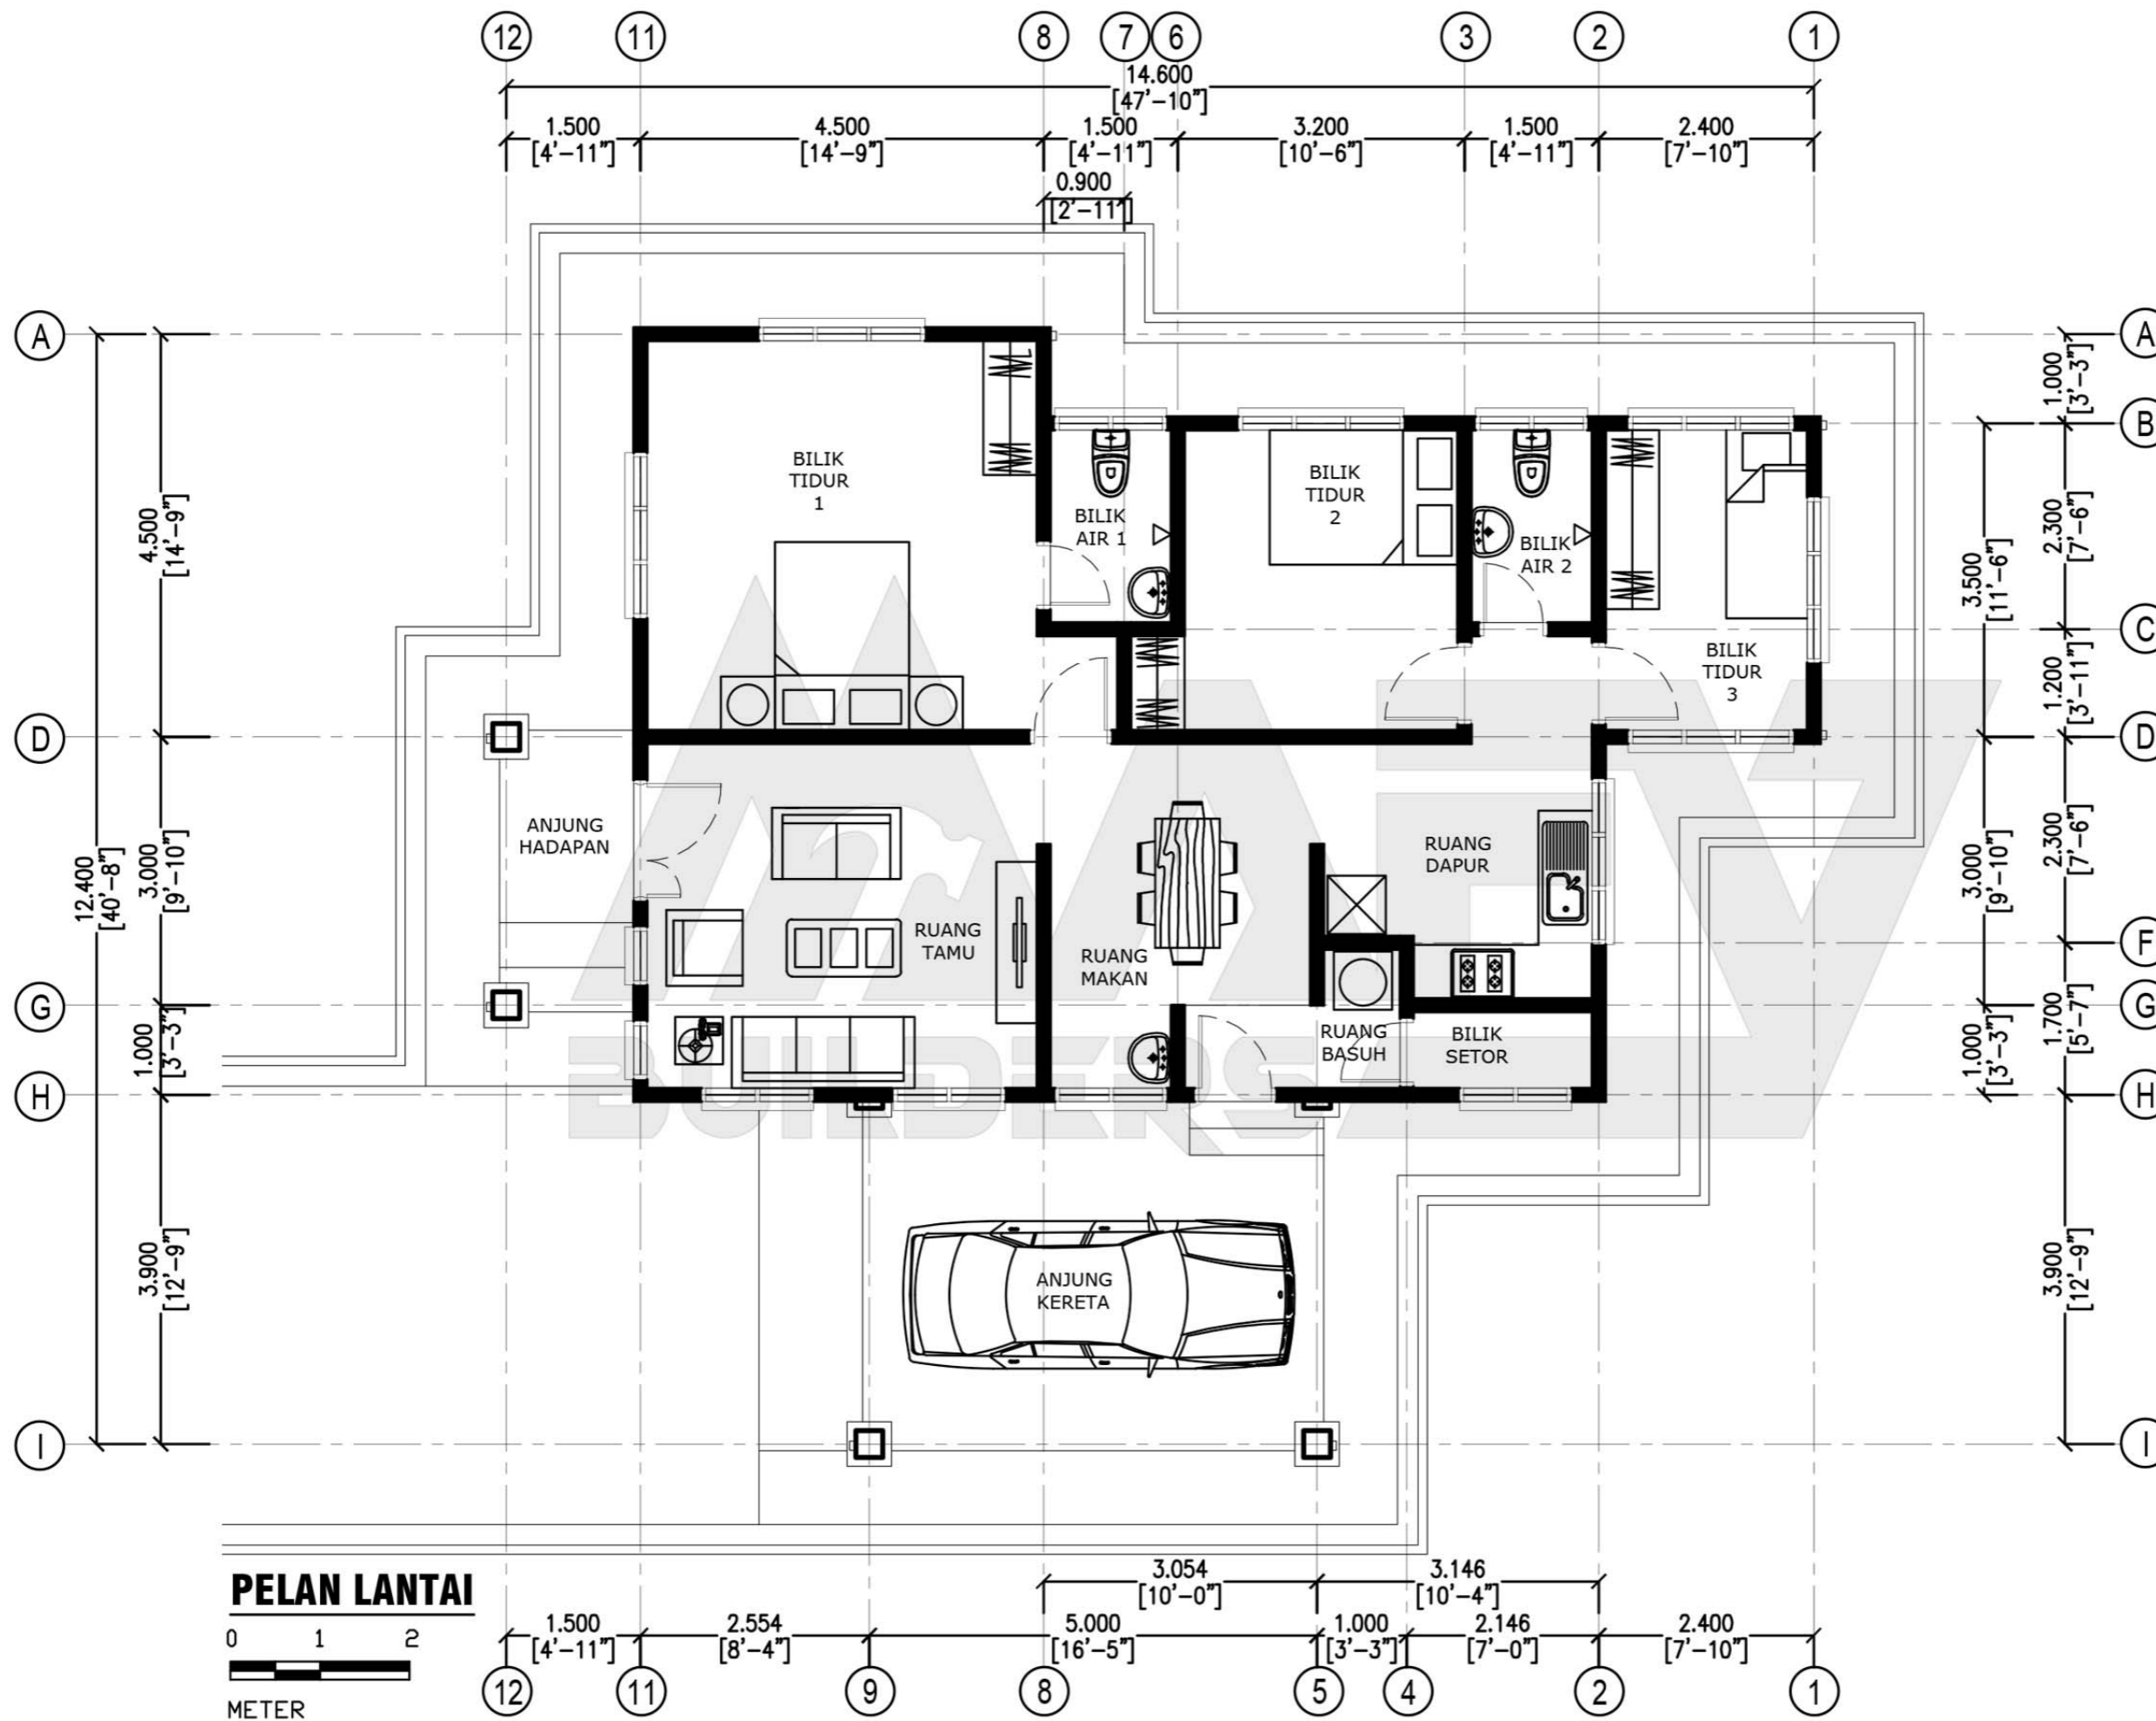 12 11 8 7 6 3 2 1
14.600
[47'-10"]
1.500 4.500 1.500 3.200 1.500 2.400
[4'-11"] [14'-9"] [4'-11"] [10'-6"] [4'-11"] [7'-10"]
0.900
[2'-11"]
A
D
G
H
I
12.400
[40'-8"]
4.500
[14'-9"]
3.000
[9'-10"]
1.000
[3'-3"]
3.900
[12'-9"]
BILIK
TIDUR
1
BILIK
AIR 1
BILIK
TIDUR
2
BILIK
AIR 2
BILIK
TIDUR
3
ANJUNG
HADAPAN
RUANG
TAMU
RUANG
MAKAN
RUANG
DAPUR
RUANG
BASUH
BILIK
SETOR
ANJUNG
KERETA
BUILDERS
A
B
C
D
F
G
H
I
1.000
[3'-3"]
2.300
[7'-6"]
1.200
[3'-11"]
3.500
[11'-6"]
2.300
[7'-6"]
3.000
[9'-10"]
1.700
[5'-7"]
1.000
[3'-3"]
3.900
[12'-9"]
PELAN LANTAI
0 1 2
METER
3.054 3.146
[10'-0"] [10'-4"]
1.500 2.554 5.000 1.000 2.146 2.400
[4'-11"] [8'-4"] [16'-5"] [3'-3"] [7'-0"] [7'-10"]
12 11 9 8 5 4 2 1